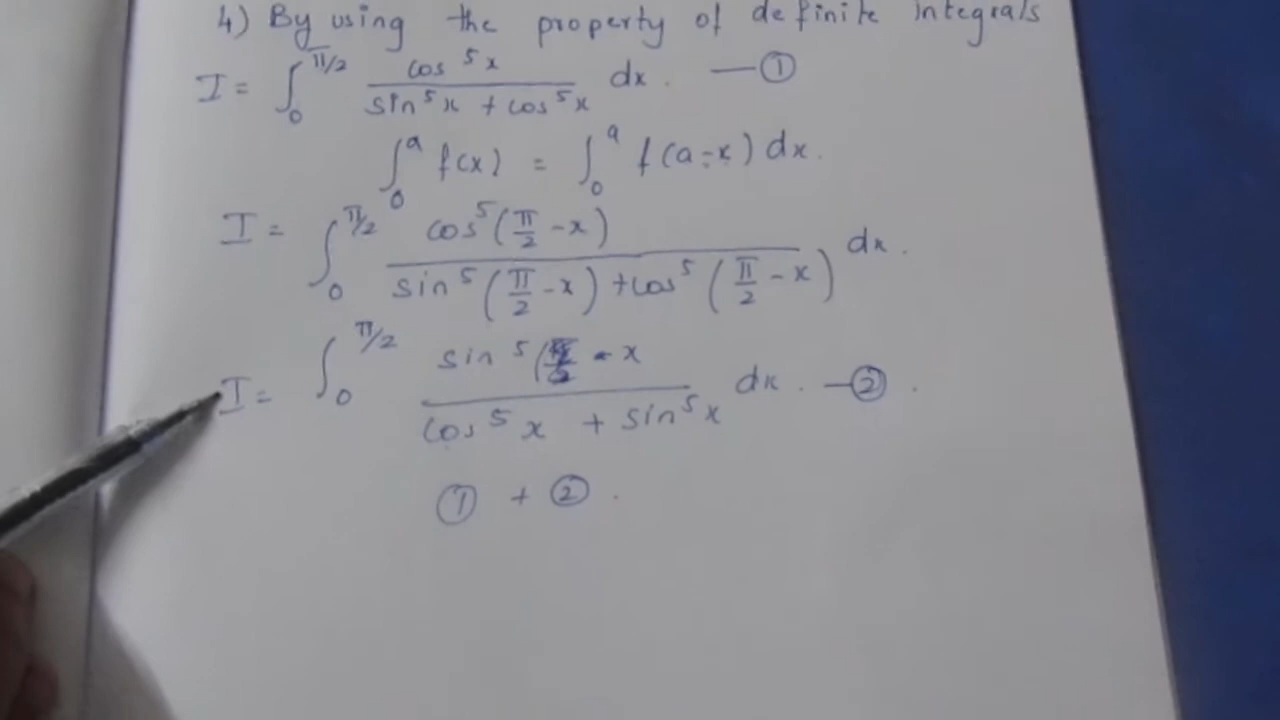 4) By using the property of definite integrals
I = ∫₀^π/2 cos⁵x / sin⁵x + cos⁵x dx. —①
∫₀^a f(x) = ∫₀^a f(a-x) dx.
I = ∫₀^π/2 cos⁵(π/2 - x) / sin⁵(π/2 - x) + cos⁵(π/2 - x) dx.
I = ∫₀^π/2 sin⁵ x / cos⁵x + sin⁵x dx. —②.
① + ②.